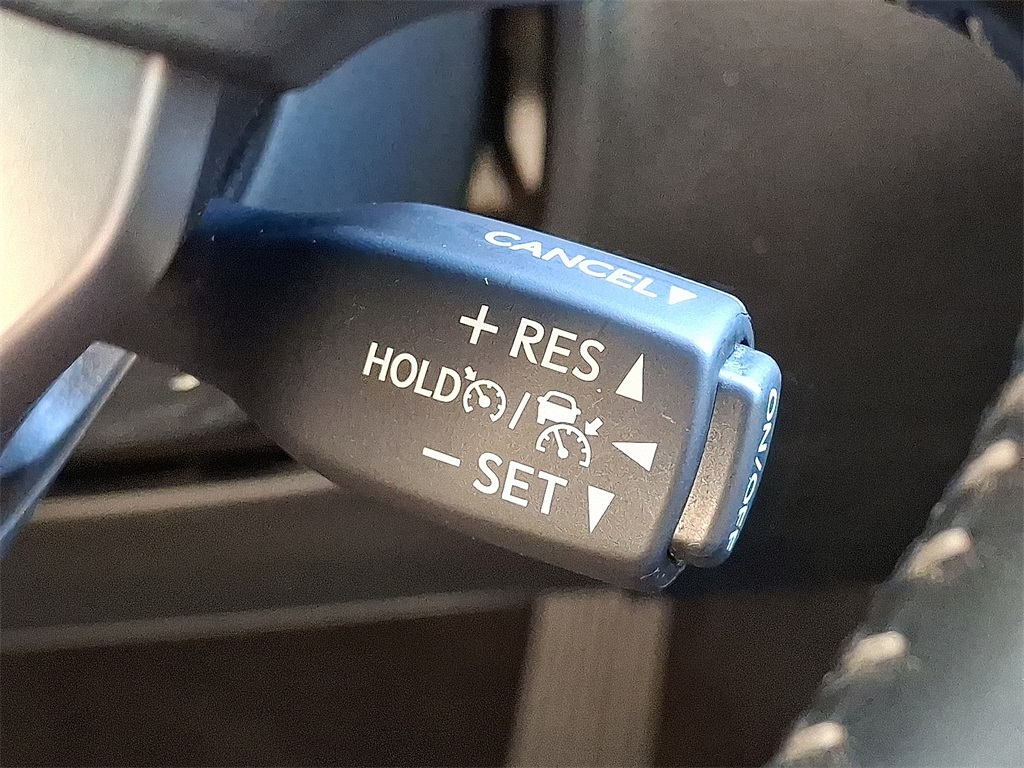 CANCEL▼
+ RES ▲
HOLD / ◀
− SET ▼
ON/OFF